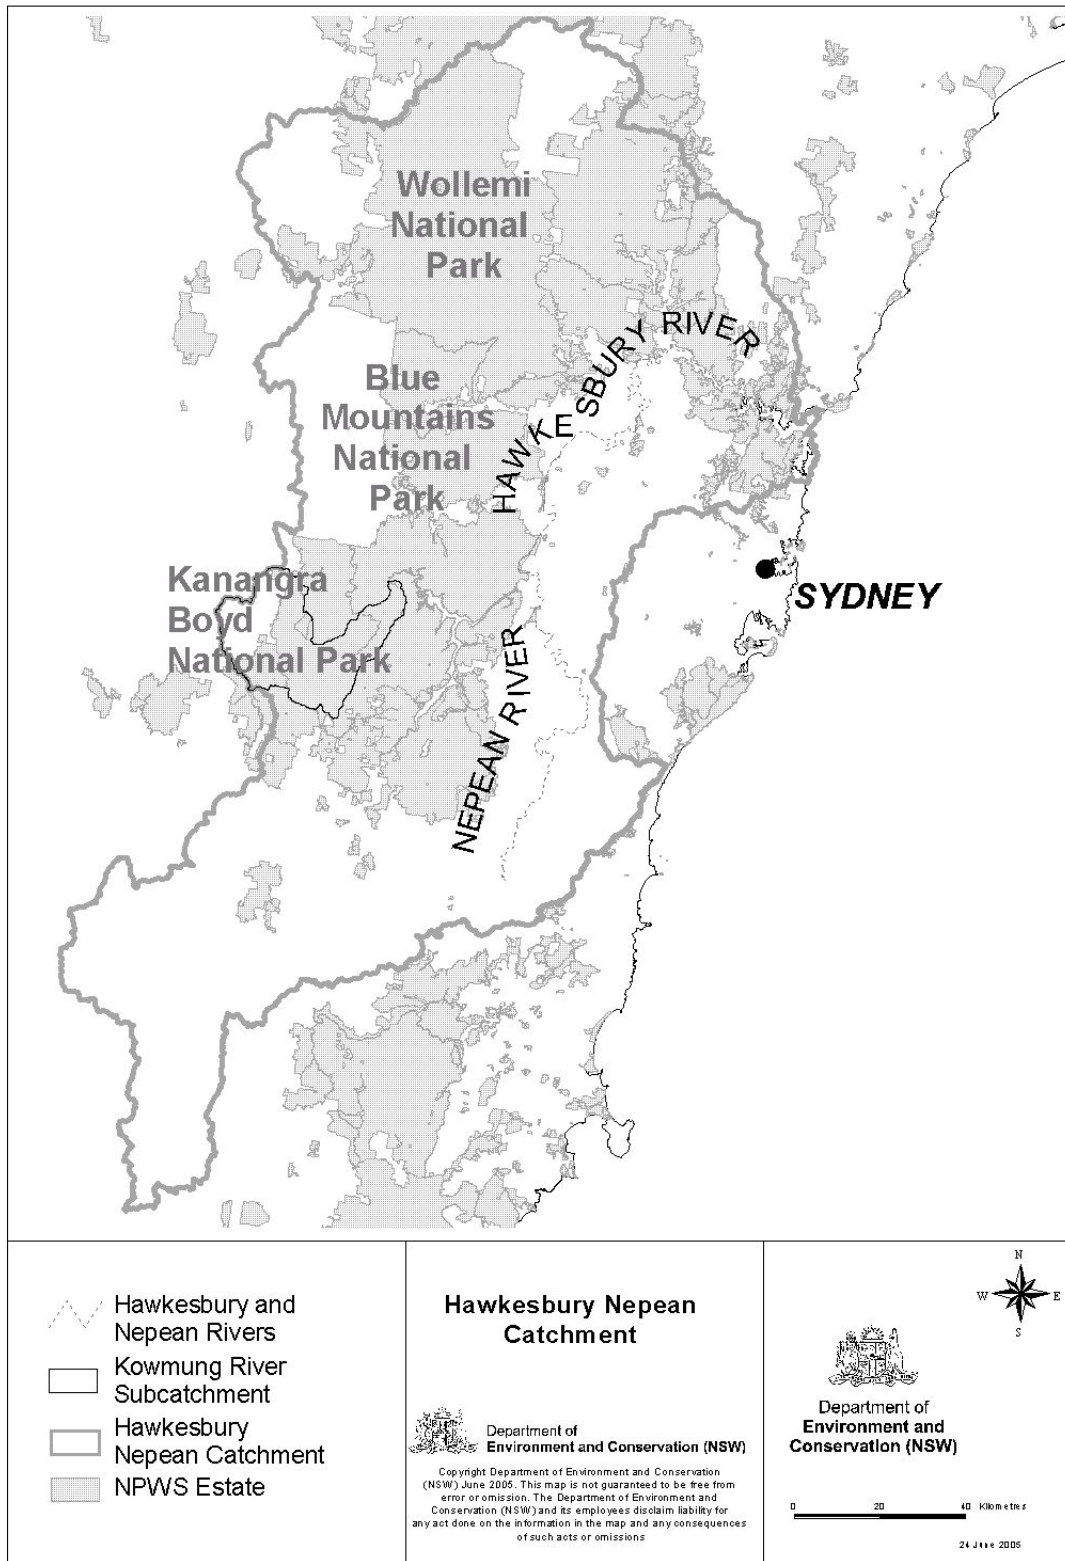 Wollemi
National
Park
HAWKESBURY RIVER
Blue
Mountains
National
Park
Kanangra
Boyd
National Park
SYDNEY
NEPEAN RIVER
Hawkesbury and
Nepean Rivers
Kowmung River
Subcatchment
Hawkesbury
Nepean Catchment
NPWS Estate
Hawkesbury Nepean
Catchment
Department of
Environment and Conservation (NSW)
Copyright Department of Environment and Conservation
(NSW) June 2005. This map is not guaranteed to be free from
error or omission. The Department of Environment and
Conservation (NSW) and its employees disclaim liability for
any act done on the information in the map and any consequences
of such acts or omissions
N
W E
S
Department of
Environment and
Conservation (NSW)
0 20 40 Kilometres
24 June 2005